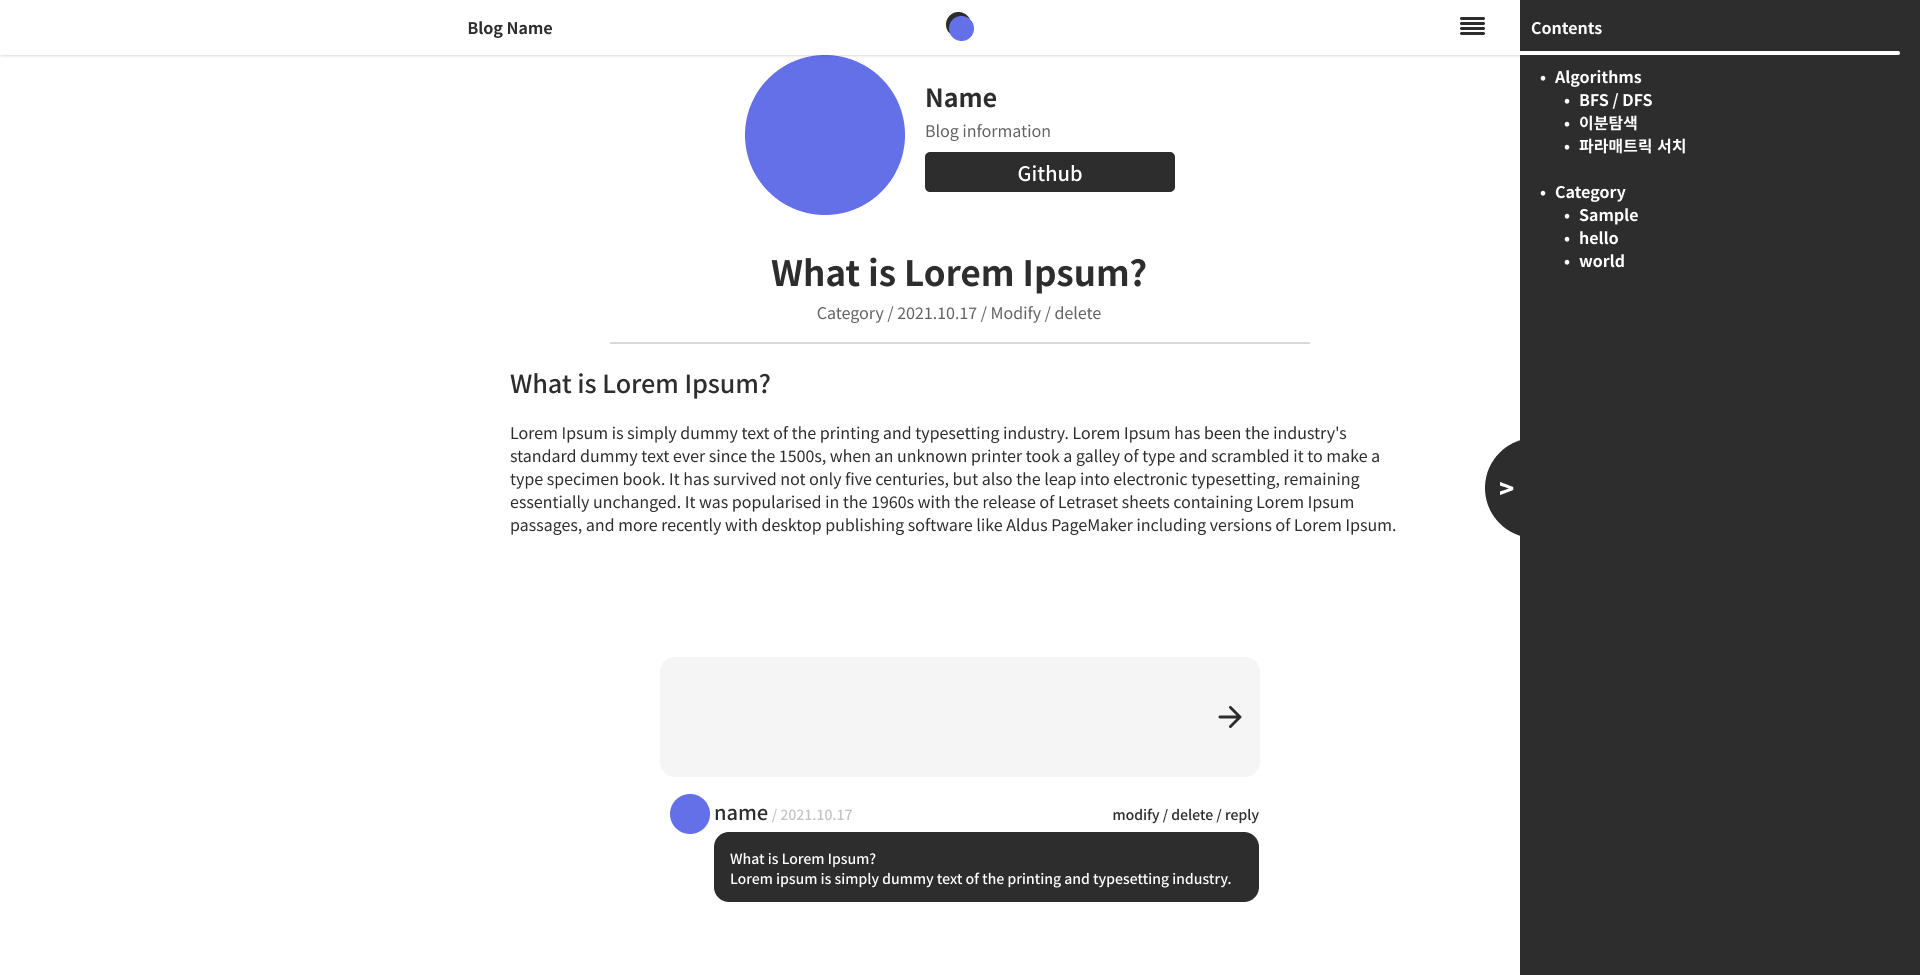 Blog Name
Name
Blog information
Github
What is Lorem Ipsum?
Category / 2021.10.17 / Modify / delete
What is Lorem Ipsum?
Lorem Ipsum is simply dummy text of the printing and typesetting industry. Lorem Ipsum has been the industry's
standard dummy text ever since the 1500s, when an unknown printer took a galley of type and scrambled it to make a
type specimen book. It has survived not only five centuries, but also the leap into electronic typesetting, remaining
essentially unchanged. It was popularised in the 1960s with the release of Letraset sheets containing Lorem Ipsum
passages, and more recently with desktop publishing software like Aldus PageMaker including versions of Lorem Ipsum.
name / 2021.10.17
modify / delete / reply
What is Lorem Ipsum?
Lorem ipsum is simply dummy text of the printing and typesetting industry.
>
Contents
• Algorithms
• BFS / DFS
• 이분탐색
• 파라매트릭 서치
• Category
• Sample
• hello
• world